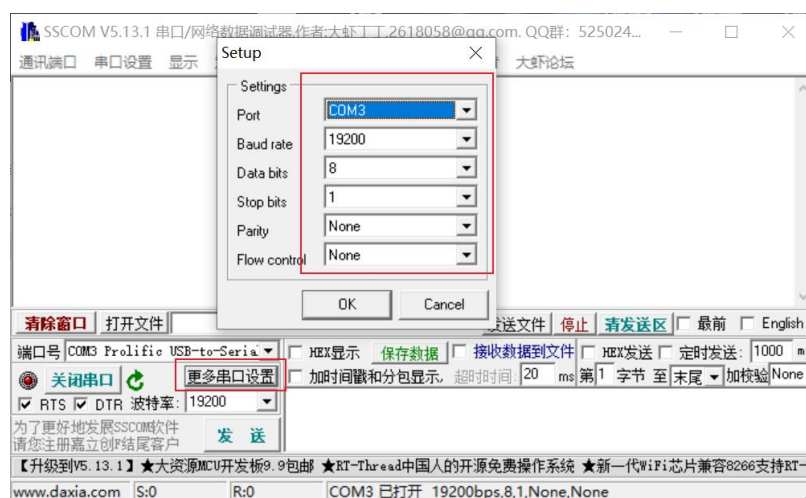 SSCOM V5.13.1 串口/网络数据调试器,作者:大虾丁丁,2618058@qq.com. QQ群：525024...
通讯端口 串口设置 显示 大虾论坛
Setup
Settings
Port COM3
Baud rate 19200
Data bits 8
Stop bits 1
Parity None
Flow control None
OK Cancel
清除窗口 打开文件 发送文件 停止 清发送区 最前 English
端口号 COM3 Prolific USB-to-Seria HEX显示 保存数据 接收数据到文件 HEX发送 定时发送: 1000 m
关闭串口 更多串口设置 加时间戳和分包显示, 超时时间: 20 ms 第1 字节 至 末尾 加校验 None
RTS DTR 波特率: 19200
为了更好地发展SSCOM软件
请您注册嘉立创F结尾客户
发 送
【升级到V5.13.1】★大资源MCU开发板9.9包邮 ★RT-Thread中国人的开源免费操作系统 ★新一代WiFi芯片兼容8266支持RT-
www.daxia.com S:0 R:0 COM3 已打开 19200bps,8,1,None,None